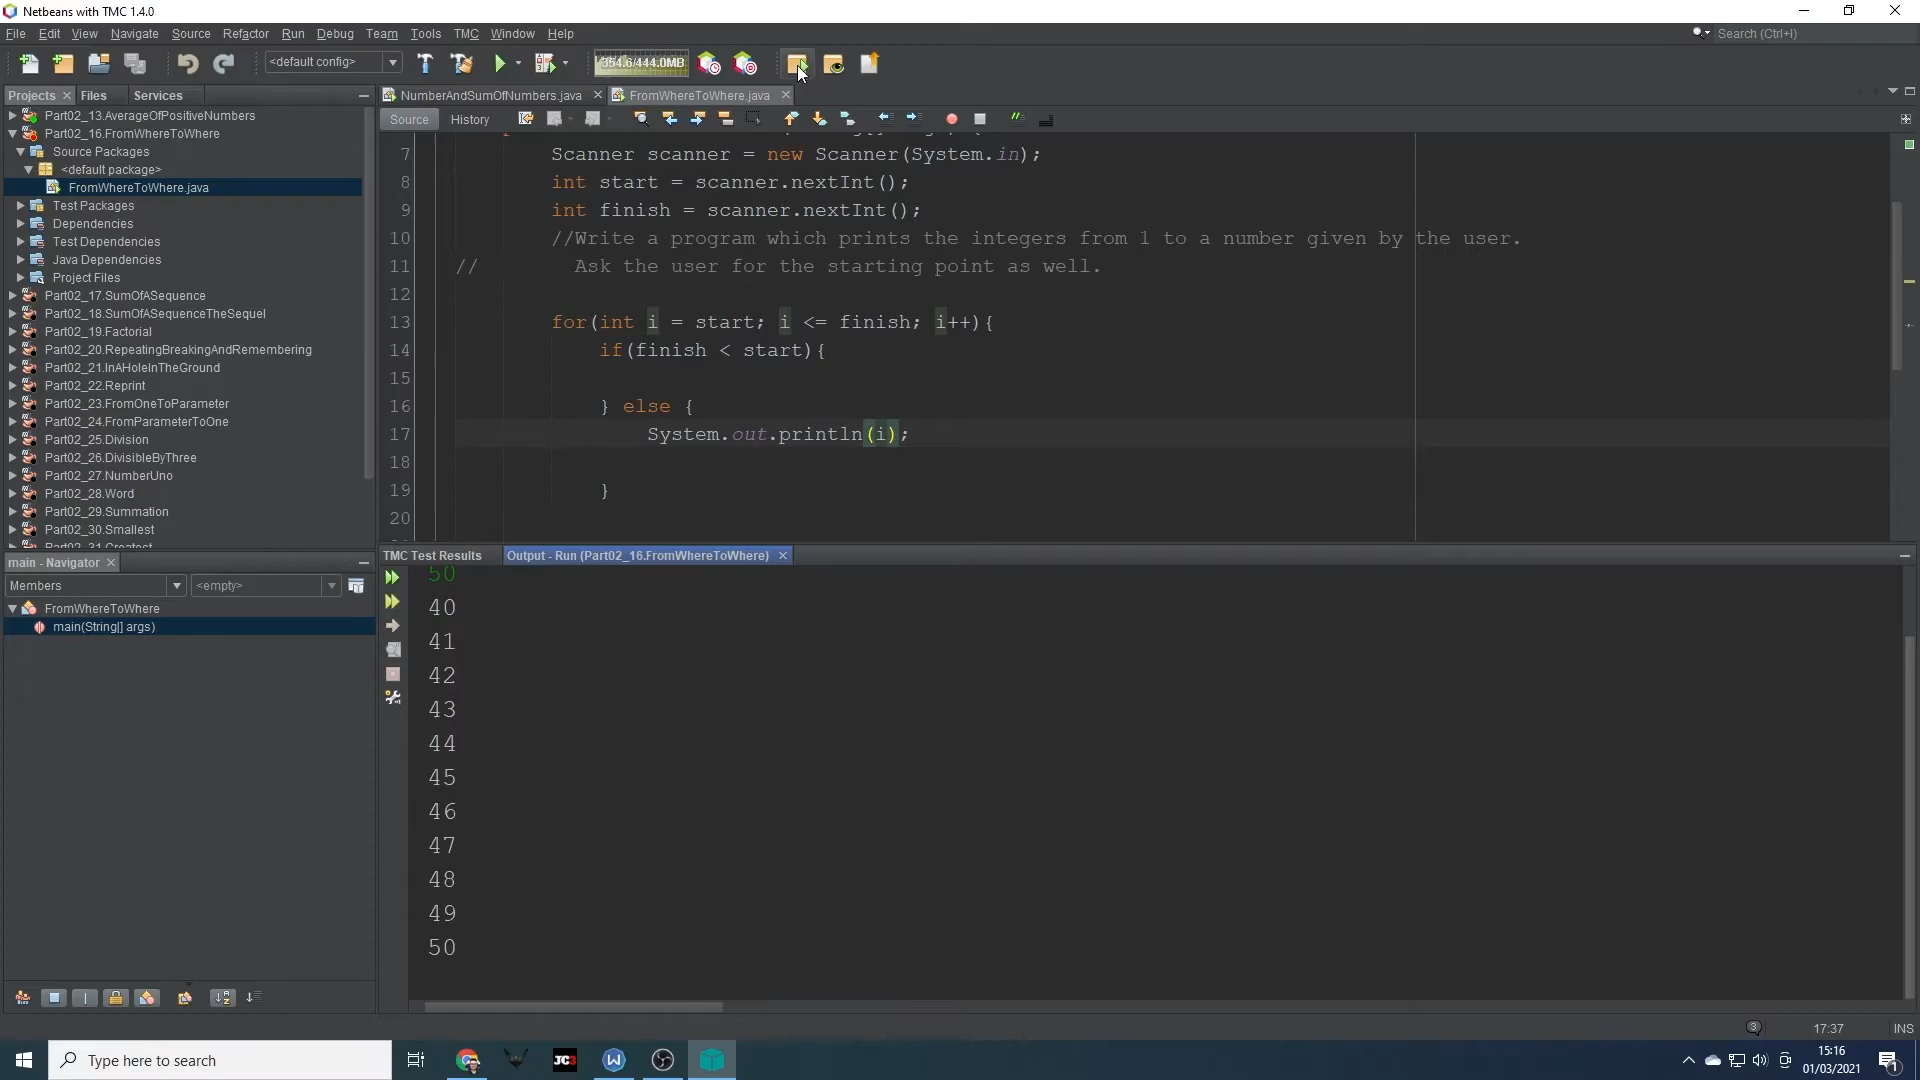 Netbeans with TMC 1.4.0
File Edit View Navigate Source Refactor Run Debug Team Tools TMC Window Help
Search (Ctrl+I)
<default config>
354.6/444.0MB
Projects Files Services
NumberAndSumOfNumbers.java FromWhereToWhere.java
Source History
Part02_13.AverageOfPositiveNumbers
Part02_16.FromWhereToWhere
Source Packages
<default package>
FromWhereToWhere.java
Test Packages
Dependencies
Test Dependencies
Java Dependencies
Project Files
Part02_17.SumOfASequence
Part02_18.SumOfASequenceTheSequel
Part02_19.Factorial
Part02_20.RepeatingBreakingAndRemembering
Part02_21.InAHoleInTheGround
Part02_22.Reprint
Part02_23.FromOneToParameter
Part02_24.FromParameterToOne
Part02_25.Division
Part02_26.DivisibleByThree
Part02_27.NumberUno
Part02_28.Word
Part02_29.Summation
Part02_30.Smallest
7 Scanner scanner = new Scanner(System.in);
8 int start = scanner.nextInt();
9 int finish = scanner.nextInt();
10 //Write a program which prints the integers from 1 to a number given by the user.
11 // Ask the user for the starting point as well.
12
13 for(int i = start; i <= finish; i++){
14 if(finish < start){
15
16 } else {
17 System.out.println(i);
18
19 }
20
main - Navigator
Members <empty>
FromWhereToWhere
main(String[] args)
TMC Test Results Output - Run (Part02_16.FromWhereToWhere)
50
40
41
42
43
44
45
46
47
48
49
50
3 17:37 INS
Type here to search
JC3
W
15:16
01/03/2021
1